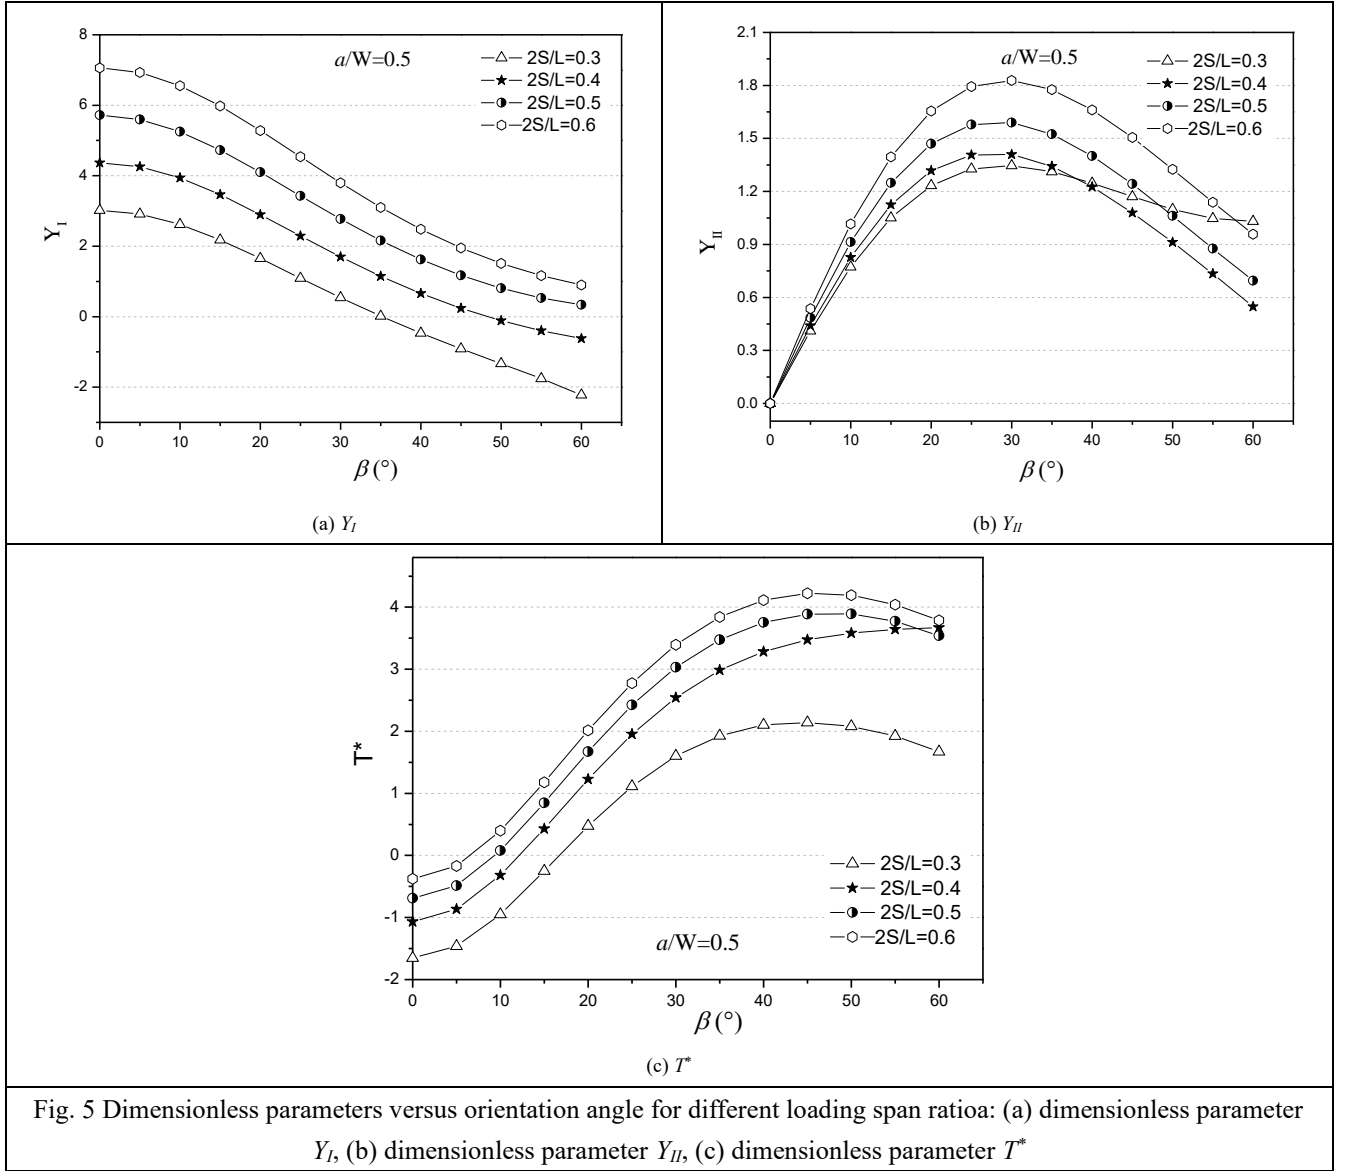 8
6
4
2
0
-2
Y_I
a/W=0.5
2S/L=0.3
2S/L=0.4
2S/L=0.5
2S/L=0.6
0 10 20 30 40 50 60
β (°)
(a) Y_I
2.1
1.8
1.5
1.2
0.9
0.6
0.3
0.0
Y_II
a/W=0.5
2S/L=0.3
2S/L=0.4
2S/L=0.5
2S/L=0.6
0 10 20 30 40 50 60
β (°)
(b) Y_II
4
3
2
1
0
-1
-2
T*
2S/L=0.3
2S/L=0.4
2S/L=0.5
2S/L=0.6
a/W=0.5
0 10 20 30 40 50 60
β (°)
(c) T*
Fig. 5 Dimensionless parameters versus orientation angle for different loading span ratioa: (a) dimensionless parameter
Y_I, (b) dimensionless parameter Y_II, (c) dimensionless parameter T*